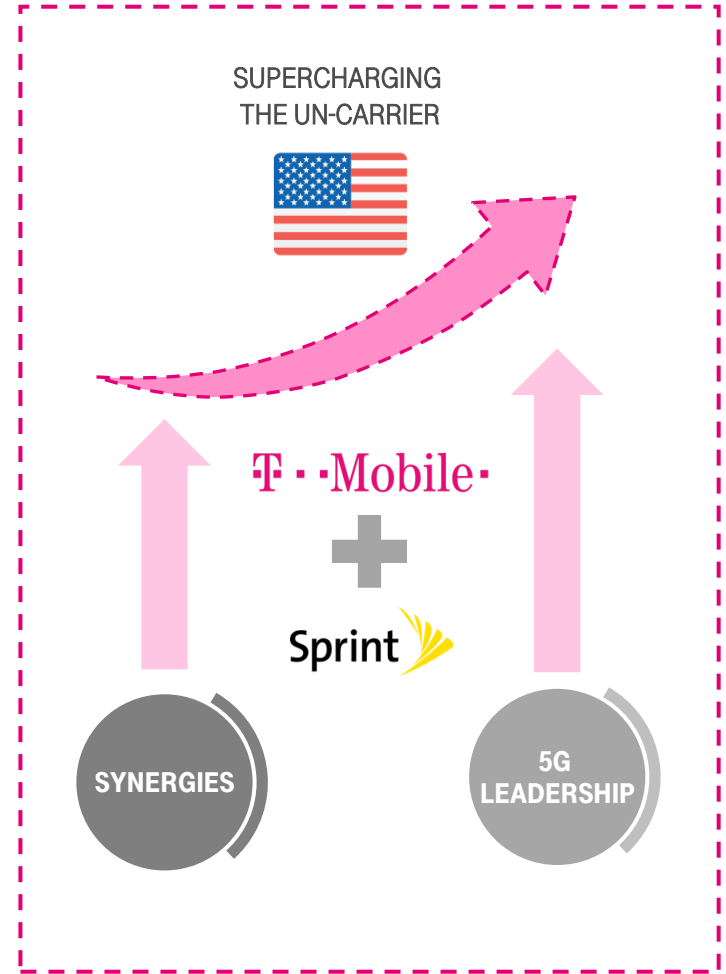 SUPERCHARGING
THE UN-CARRIER
T··Mobile·
Sprint
SYNERGIES
5G
LEADERSHIP